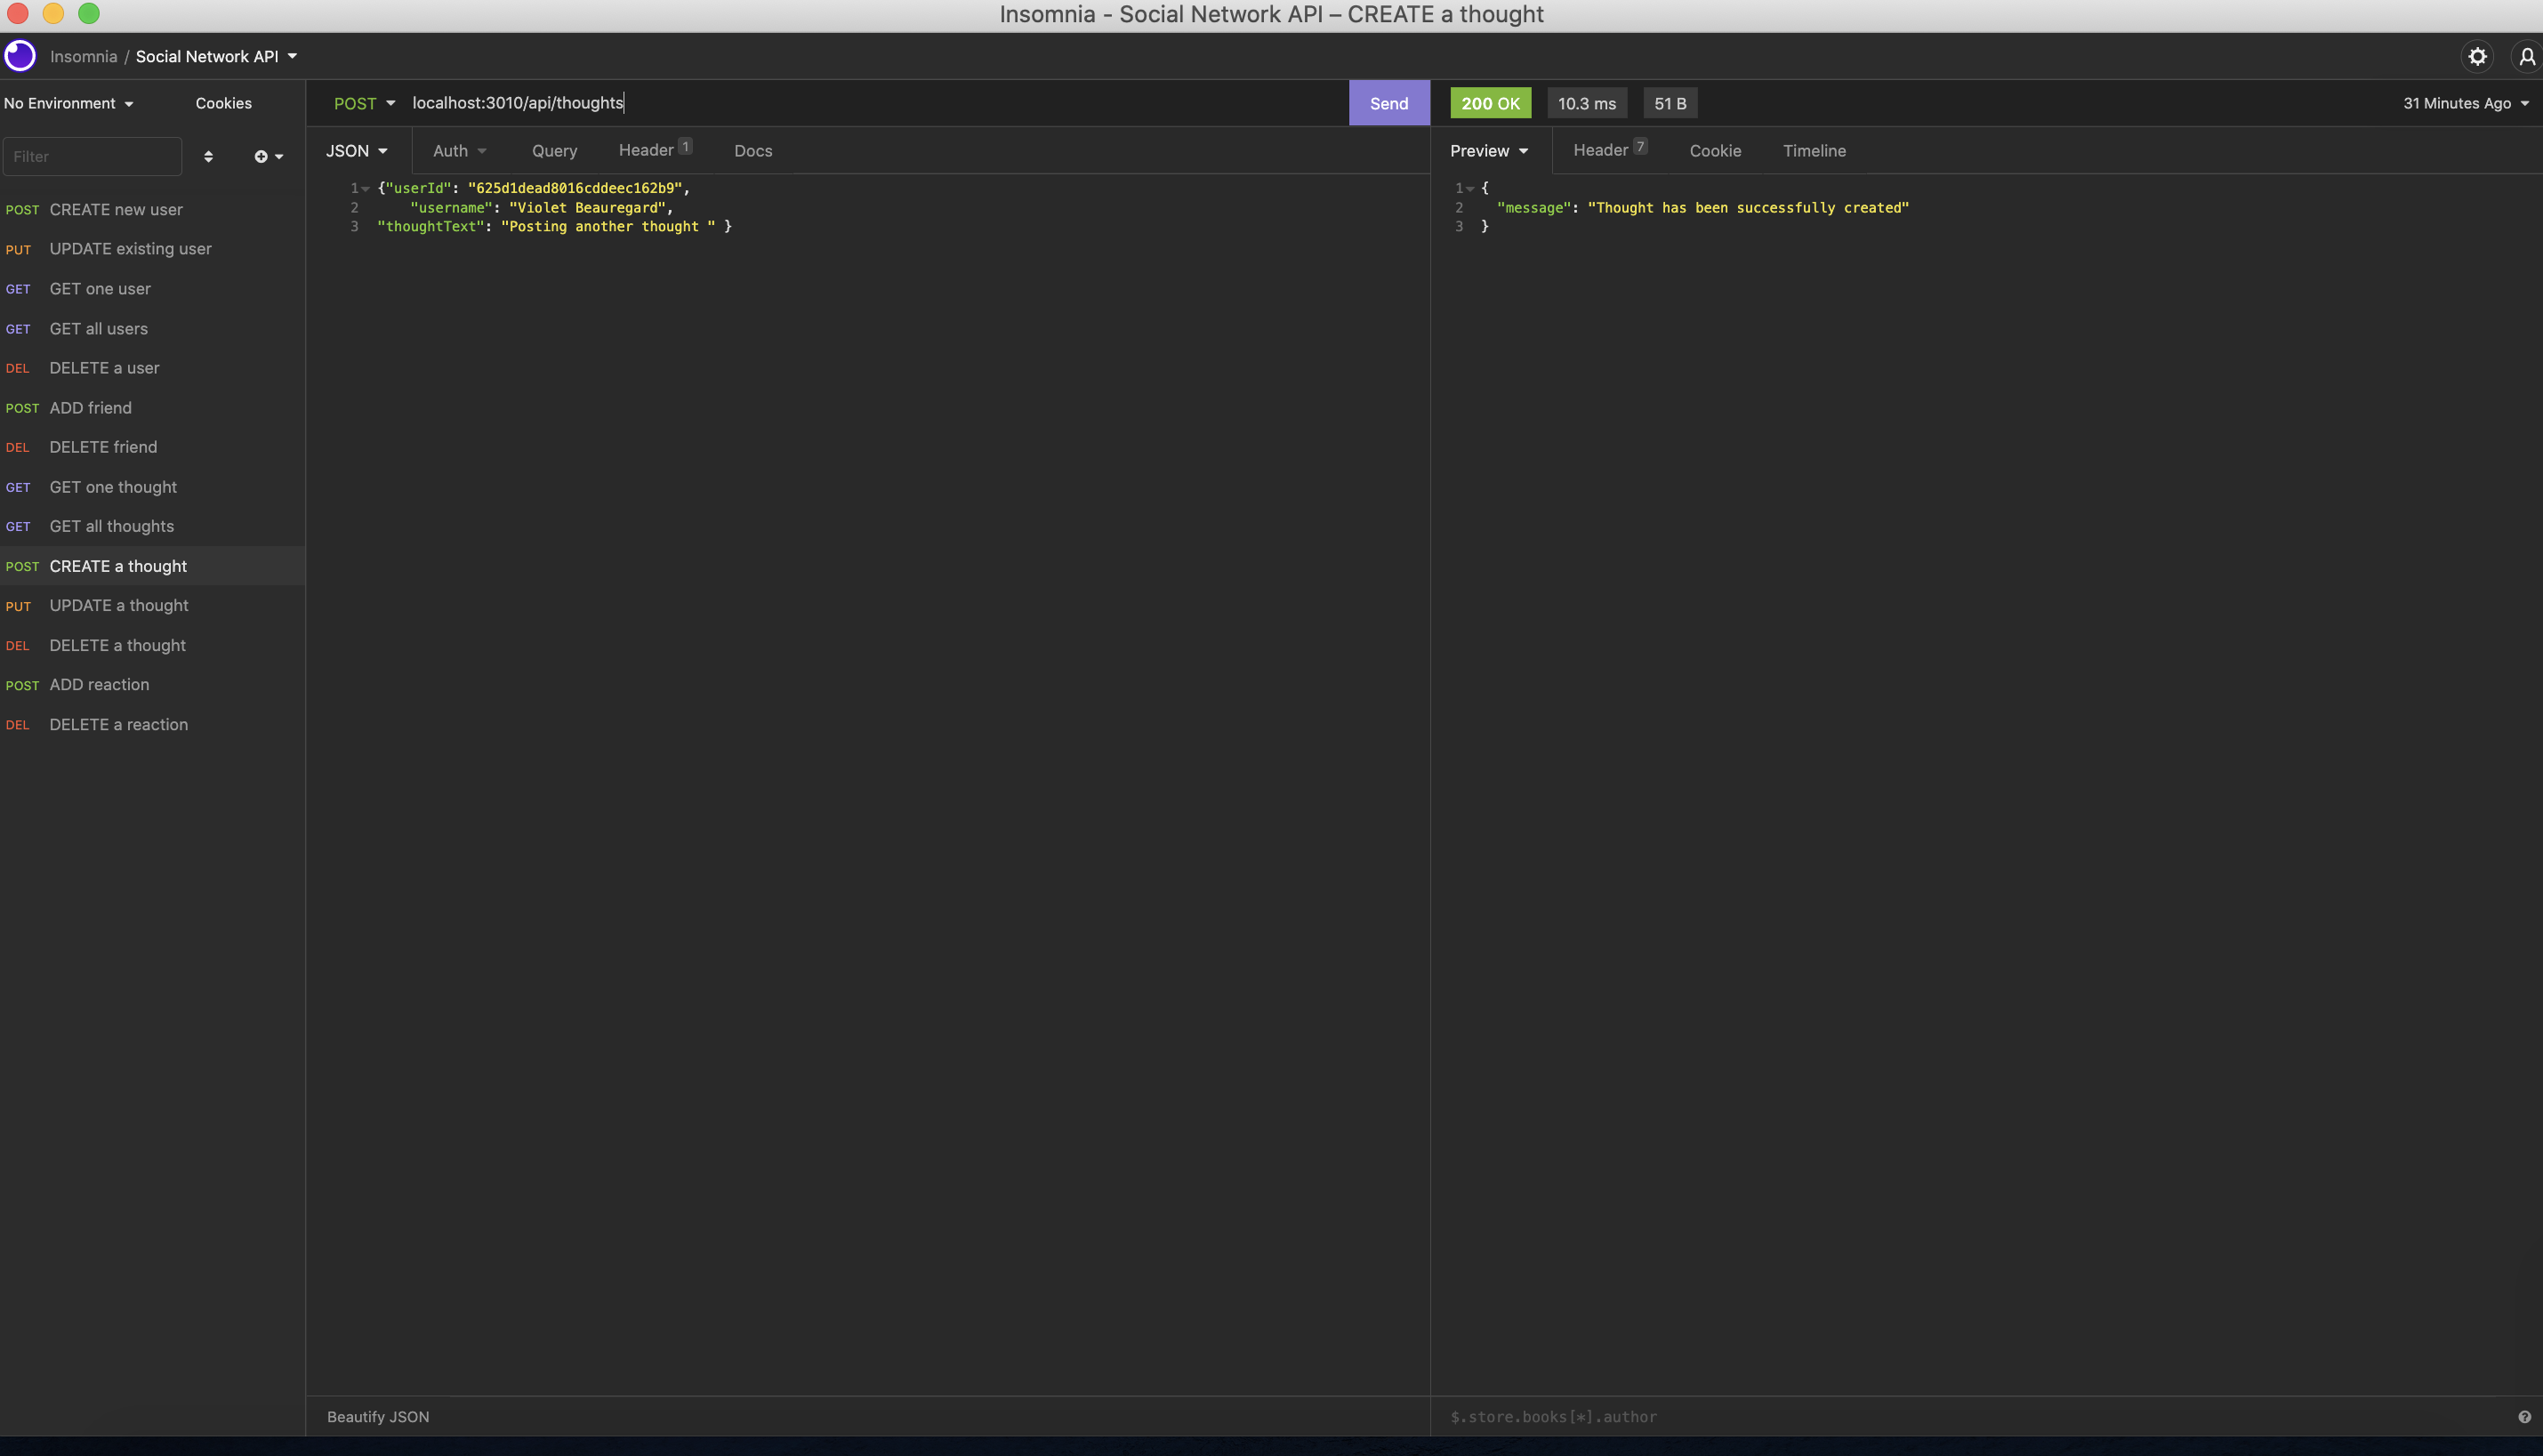 Insomnia - Social Network API – CREATE a thought
Insomnia / Social Network API
No Environment
Cookies
Filter
POST CREATE new user
PUT UPDATE existing user
GET GET one user
GET GET all users
DEL DELETE a user
POST ADD friend
DEL DELETE friend
GET GET one thought
GET GET all thoughts
POST CREATE a thought
PUT UPDATE a thought
DEL DELETE a thought
POST ADD reaction
DEL DELETE a reaction
POST localhost:3010/api/thoughts
Send
JSON Auth Query Header 1 Docs
1 {"userId": "625d1dead8016cddeec162b9",
2 "username": "Violet Beauregard",
3 "thoughtText": "Posting another thought " }
Beautify JSON
200 OK 10.3 ms 51 B 31 Minutes Ago
Preview Header 7 Cookie Timeline
1 {
2 "message": "Thought has been successfully created"
3 }
$.store.books[*].author
?